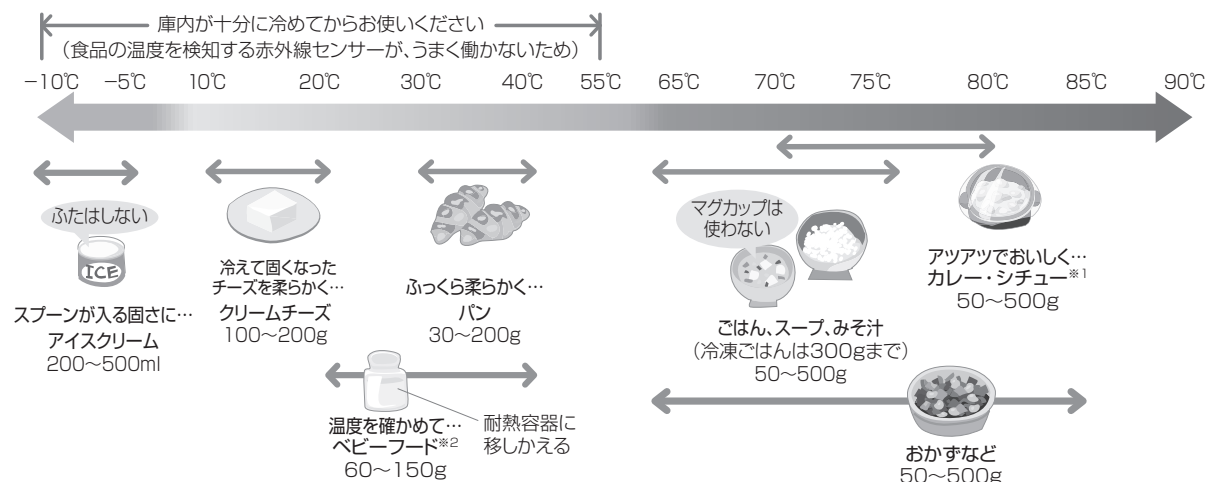 庫内が十分に冷めてからお使いください
(食品の温度を検知する赤外線センサーが、うまく働かないため)
−10℃ −5℃ 10℃ 20℃ 30℃ 40℃ 55℃ 65℃ 70℃ 75℃ 80℃ 85℃ 90℃
ふたはしない
ICE
スプーンが入る固さに…
アイスクリーム
200〜500ml
冷えて固くなった
チーズを柔らかく…
クリームチーズ
100〜200g
ふっくら柔らかく…
パン
30〜200g
温度を確かめて…
ベビーフード※2
60〜150g
耐熱容器に
移しかえる
マグカップは
使わない
ごはん、スープ、みそ汁
(冷凍ごはんは300gまで)
50〜500g
アツアツでおいしく…
カレー・シチュー※1
50〜500g
おかずなど
50〜500g